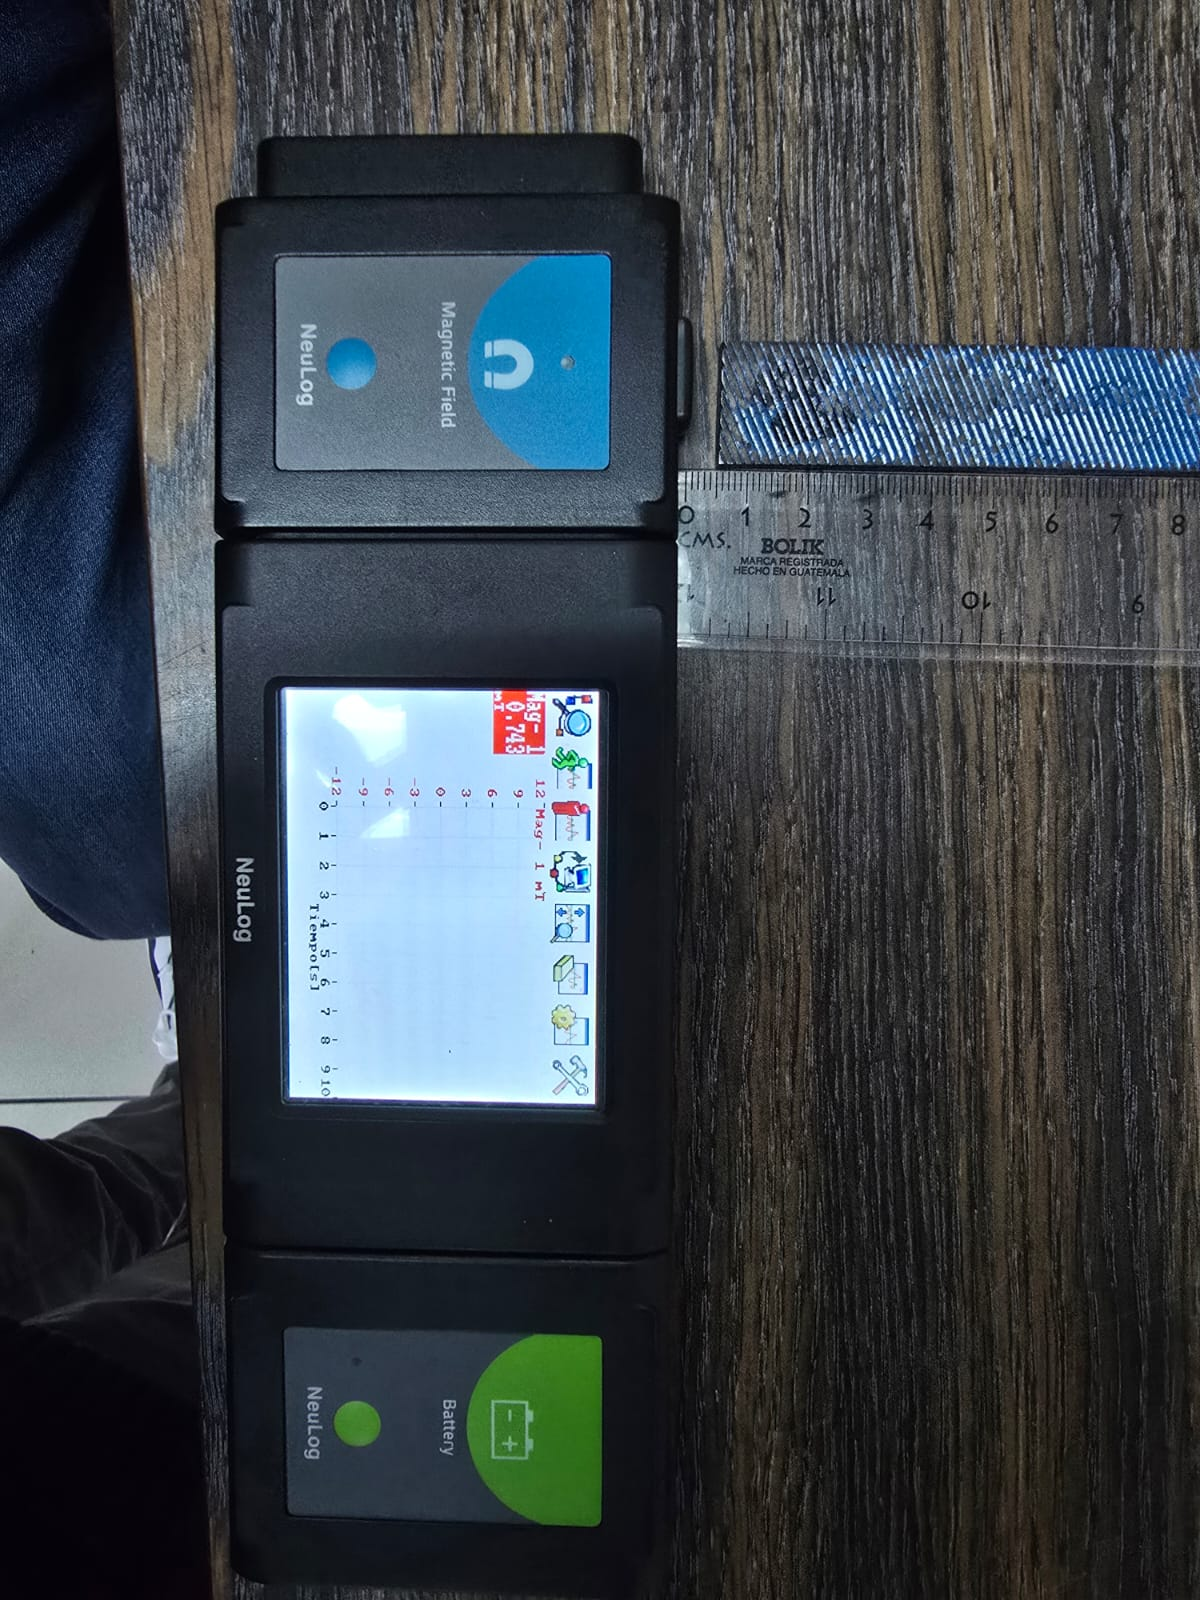 Magnetic Field
NeuLog
0 1 2 3 4 5 6 7 8
CMS.
BOLIK
MARCA REGISTRADA
HECHO EN GUATEMALA
11 10 9
Mag- 1
0.743
mT
12 Mag- 1 mT
9
6
3
0
-3
-6
-9
-12
0 1 2 3 4 5 6 7 8 9 10
Tiempo[s]
NeuLog
Battery
NeuLog